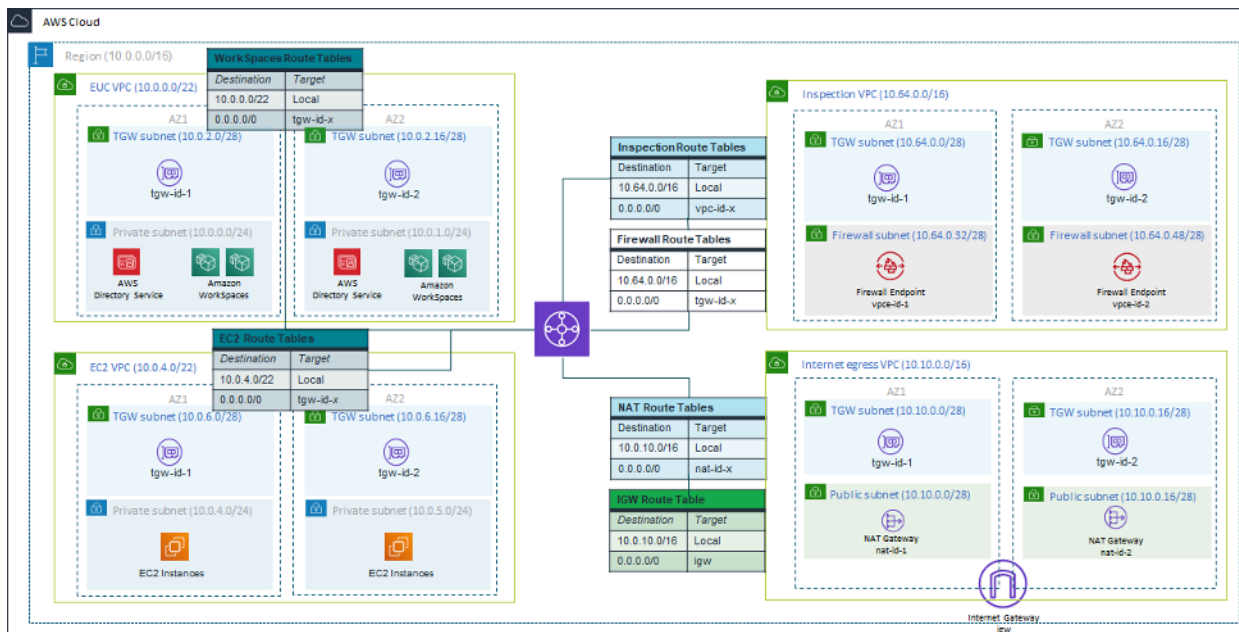 AWS Cloud
Region (10.0.0.0/16)
WorkSpaces Route Tables
Destination Target
10.0.0.0/22 Local
0.0.0.0/0 tgw-id-x
EUC VPC (10.0.0.0/22)
AZ1
TGW subnet (10.0.2.0/28)
tgw-id-1
Private subnet (10.0.0.0/24)
AWS
Directory Service
Amazon
WorkSpaces
AZ2
TGW subnet (10.0.2.16/28)
tgw-id-2
Private subnet (10.0.1.0/24)
AWS
Directory Service
Amazon
WorkSpaces
EC2 Route Tables
Destination Target
10.0.4.0/22 Local
0.0.0.0/0 tgw-id-x
EC2 VPC (10.0.4.0/22)
AZ1
TGW subnet (10.0.6.0/28)
tgw-id-1
Private subnet (10.0.4.0/24)
EC2 Instances
AZ2
TGW subnet (10.0.6.16/28)
tgw-id-2
Private subnet (10.0.5.0/24)
EC2 Instances
Inspection Route Tables
Destination Target
10.64.0.0/16 Local
0.0.0.0/0 vpc-id-x
Firewall Route Tables
Destination Target
10.64.0.0/16 Local
0.0.0.0/0 tgw-id-x
NAT Route Tables
Destination Target
10.0.10.0/16 Local
0.0.0.0/0 nat-id-x
IGW Route Table
Destination Target
10.0.10.0/16 Local
0.0.0.0/0 igw
Inspection VPC (10.64.0.0/16)
AZ1
TGW subnet (10.64.0.0/28)
tgw-id-1
Firewall subnet (10.64.0.32/28)
Firewall Endpoint
vpce-id-1
AZ2
TGW subnet (10.64.0.16/28)
tgw-id-2
Firewall subnet (10.64.0.48/28)
Firewall Endpoint
vpce-id-2
Internet egress VPC (10.10.0.0/16)
AZ1
TGW subnet (10.10.0.0/28)
tgw-id-1
Public subnet (10.10.0.0/28)
NAT Gateway
nat-id-1
AZ2
TGW subnet (10.10.0.16/28)
tgw-id-2
Public subnet (10.10.0.16/28)
NAT Gateway
nat-id-2
Internet Gateway
igw